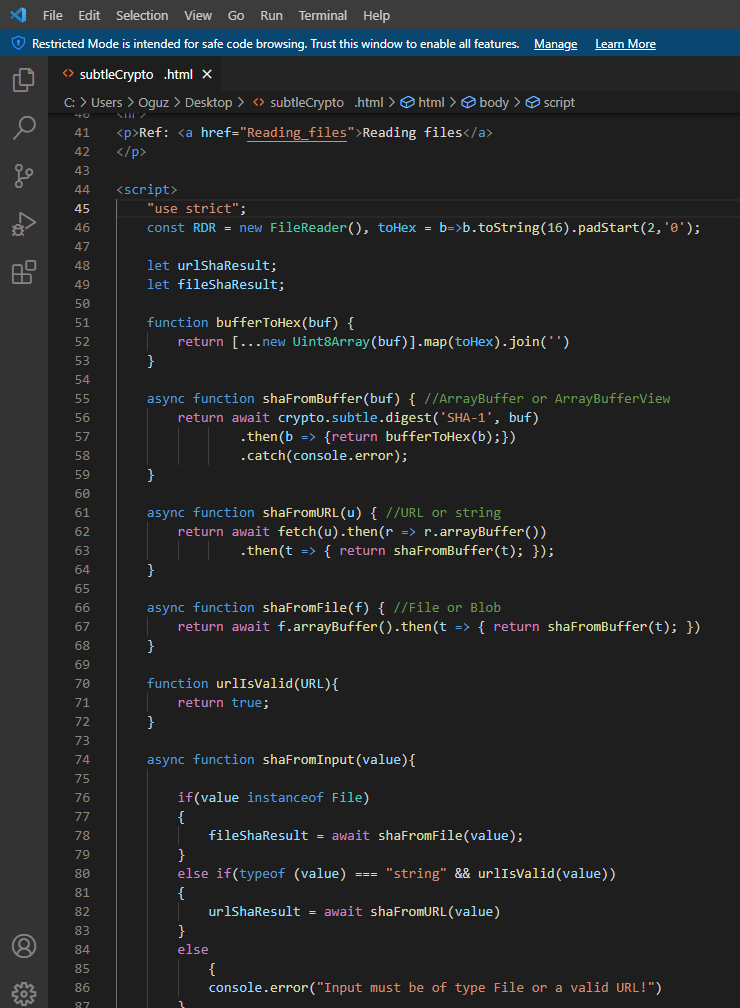 File Edit Selection View Go Run Terminal Help
Restricted Mode is intended for safe code browsing. Trust this window to enable all features. Manage Learn More
<> subtleCrypto .html ×
C: > Users > Oguz > Desktop > <> subtleCrypto .html > html > body > script
40 <hr>
41 <p>Ref: <a href="Reading_files">Reading files</a>
42 </p>
43
44 <script>
45 "use strict";
46 const RDR = new FileReader(), toHex = b=>b.toString(16).padStart(2,'0');
47
48 let urlShaResult;
49 let fileShaResult;
50
51 function bufferToHex(buf) {
52 return [...new Uint8Array(buf)].map(toHex).join('')
53 }
54
55 async function shaFromBuffer(buf) { //ArrayBuffer or ArrayBufferView
56 return await crypto.subtle.digest('SHA-1', buf)
57 .then(b => {return bufferToHex(b);})
58 .catch(console.error);
59 }
60
61 async function shaFromURL(u) { //URL or string
62 return await fetch(u).then(r => r.arrayBuffer())
63 .then(t => { return shaFromBuffer(t); });
64 }
65
66 async function shaFromFile(f) { //File or Blob
67 return await f.arrayBuffer().then(t => { return shaFromBuffer(t); })
68 }
69
70 function urlIsValid(URL){
71 return true;
72 }
73
74 async function shaFromInput(value){
75
76 if(value instanceof File)
77 {
78 fileShaResult = await shaFromFile(value);
79 }
80 else if(typeof (value) === "string" && urlIsValid(value))
81 {
82 urlShaResult = await shaFromURL(value)
83 }
84 else
85 {
86 console.error("Input must be of type File or a valid URL!")
87 }